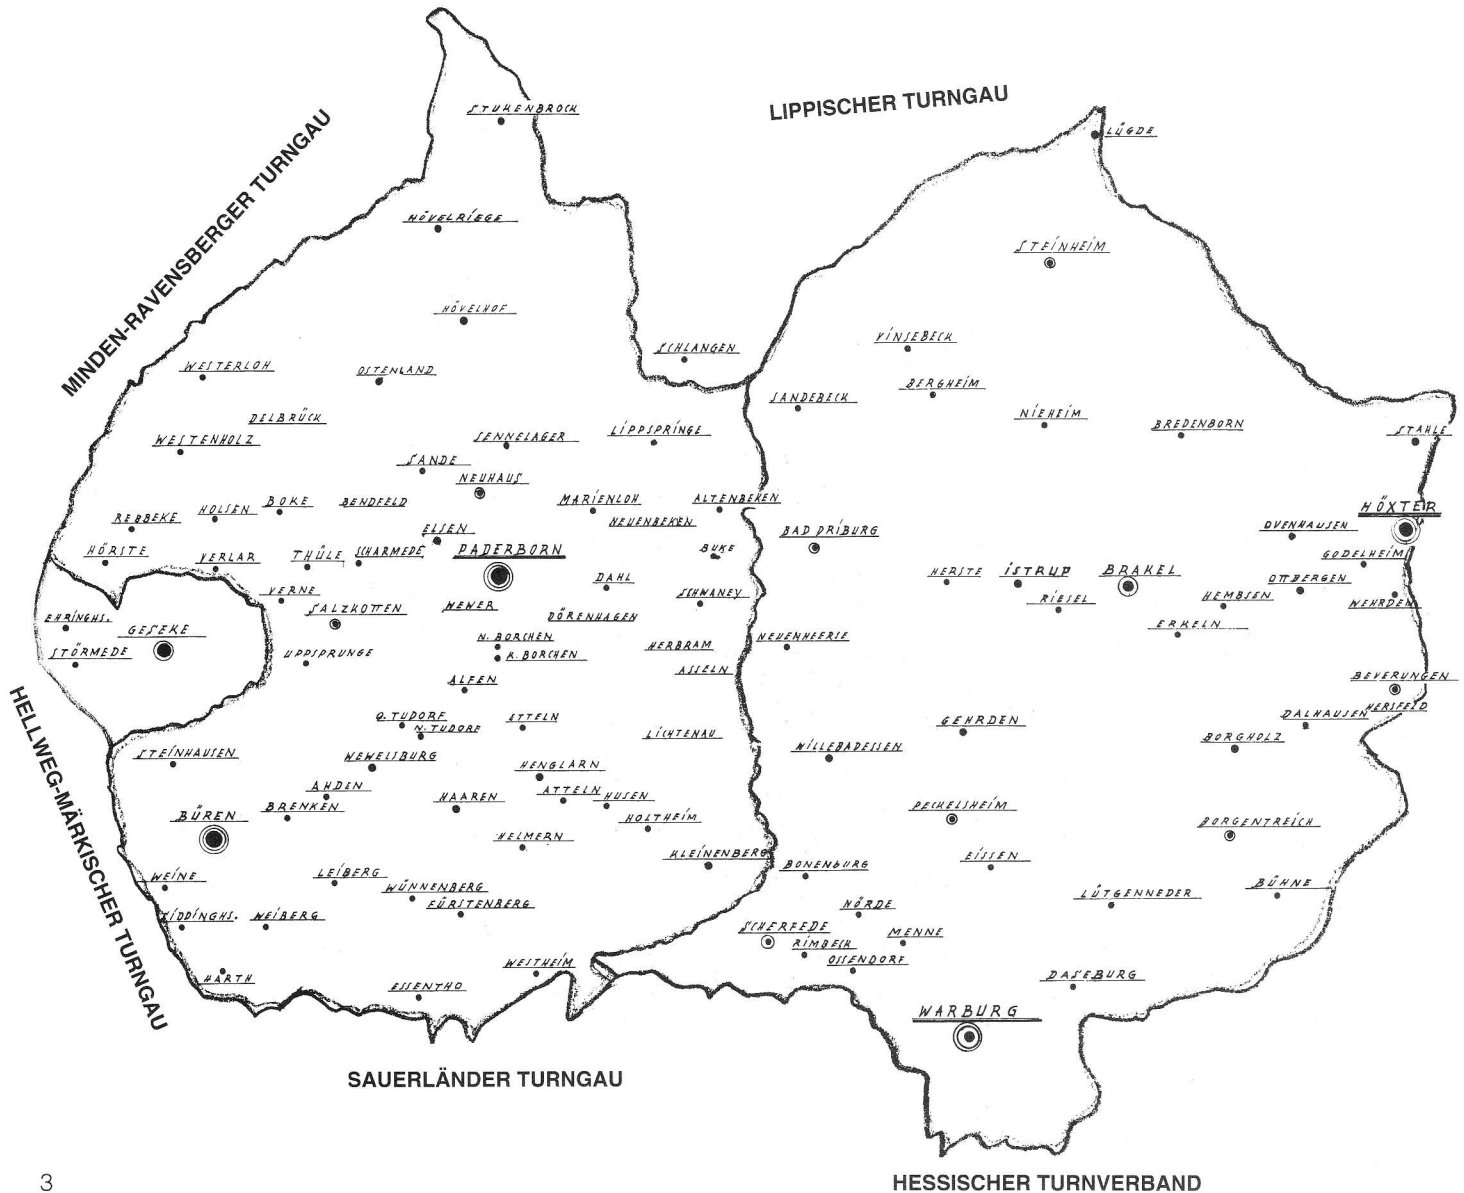 LIPPISCHER TURNGAU
MINDEN-RAVENSBERGER TURNGAU
STUKENBROCK
LÜGDE
HÖVELRIEGE
STEINHEIM
HÖVELHOF
VINSEBECK
SCHLANGEN
WESTERLOH
OSTENLAND
BERGHEIM
SANDEBECK
DELBRÜCK
NIEHEIM
BREDENBORN
WESTENHOLZ
SENNELAGER
LIPPSPRINGE
STAHLE
SANDE
NEUHAUS
MARIENLOH
ALTENBEKEN
HÖXTER
REBBEKE
HOLSEN
BOKE
BENDFELD
NEUENBEKEN
BAD DRIBURG
OVENHAUSEN
ELSEN
HÖRSTE
VERLAR
THÜLE
SCHARMEDE
PADERBORN
BUKE
GODELHEIM
DAHL
HERSTE
ISTRUP
BRAKEL
OTTBERGEN
VERNE
SALZKOTTEN
WEWER
SCHWANEY
RIESEL
HEMBSEN
WEHRDEN
EHRINGHS.
GESEKE
DÖRENHAGEN
ERKELN
STÖRMEDE
UPPSPRUNGE
N. BORCHEN
K. BORCHEN
HERBRAM
NEUENHEERSE
ALFEN
ASSELN
BEVERUNGEN
HELLWEG-MÄRKISCHER TURNGAU
O. TUDORF
N. TUDORF
ETTELN
LICHTENAU
GEHRDEN
DALHAUSEN
HERSFELD
STEINHAUSEN
WEWELSBURG
HENGLARN
WILLEBADESSEN
BORGHOLZ
AHDEN
BRENKEN
HAAREN
ATTELN
HUSEN
PECKELSHEIM
BÜREN
HOLTHEIM
BORGENTREICH
HELMERN
KLEINENBERG
BONENBURG
EISSEN
WEINE
LEIBERG
WÜNNENBERG
FÜRSTENBERG
LÜTGENNEDER
BÜHNE
SIDDINGHS.
WEIBERG
NÖRDE
SCHERFEDE
RIMBECK
MENNE
OSSENDORF
HARTH
ESSENTHO
WESTHEIM
DASEBURG
WARBURG
SAUERLÄNDER TURNGAU
3
HESSISCHER TURNVERBAND